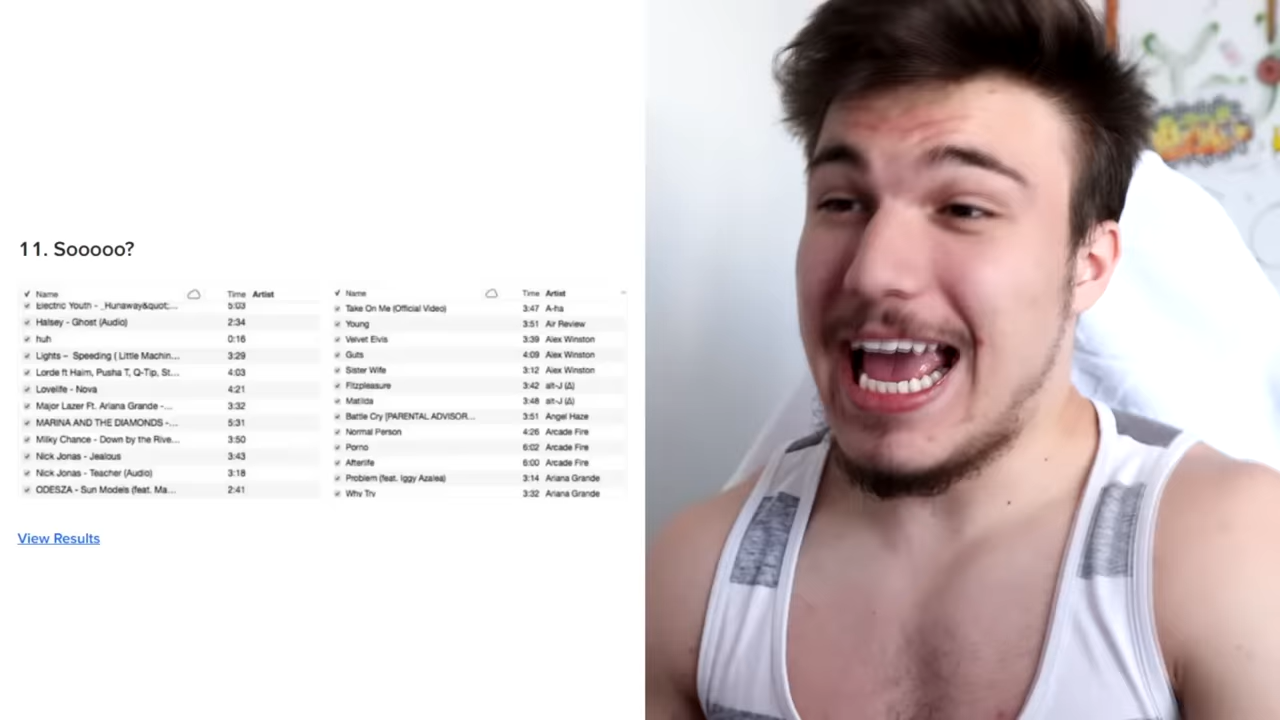 11. Sooooo?
✓ Name Time Artist
Electric Youth - _Hunaway&quot;... 5:03
Halsey - Ghost (Audio) 2:34
huh 0:16
Lights – Speeding ( Little Machin... 3:29
Lorde ft Haim, Pusha T, Q-Tip, St... 4:03
Lovelife - Nova 4:21
Major Lazer Ft. Ariana Grande -... 3:32
MARINA AND THE DIAMONDS -... 5:31
Milky Chance - Down by the Rive... 3:50
Nick Jonas - Jealous 3:43
Nick Jonas - Teacher (Audio) 3:18
ODESZA - Sun Models (feat. Ma... 2:41
✓ Name Time Artist
Take On Me (Official Video) 3:47 A-ha
Young 3:51 Air Review
Velvet Elvis 3:39 Alex Winston
Guts 4:09 Alex Winston
Sister Wife 3:12 Alex Winston
Fitzpleasure 3:42 alt-J (∆)
Matilda 3:48 alt-J (∆)
Battle Cry [PARENTAL ADVISOR... 3:51 Angel Haze
Normal Person 4:26 Arcade Fire
Porno 6:02 Arcade Fire
Afterlife 6:00 Arcade Fire
Problem (feat. Iggy Azalea) 3:14 Ariana Grande
Why Try 3:32 Ariana Grande
View Results